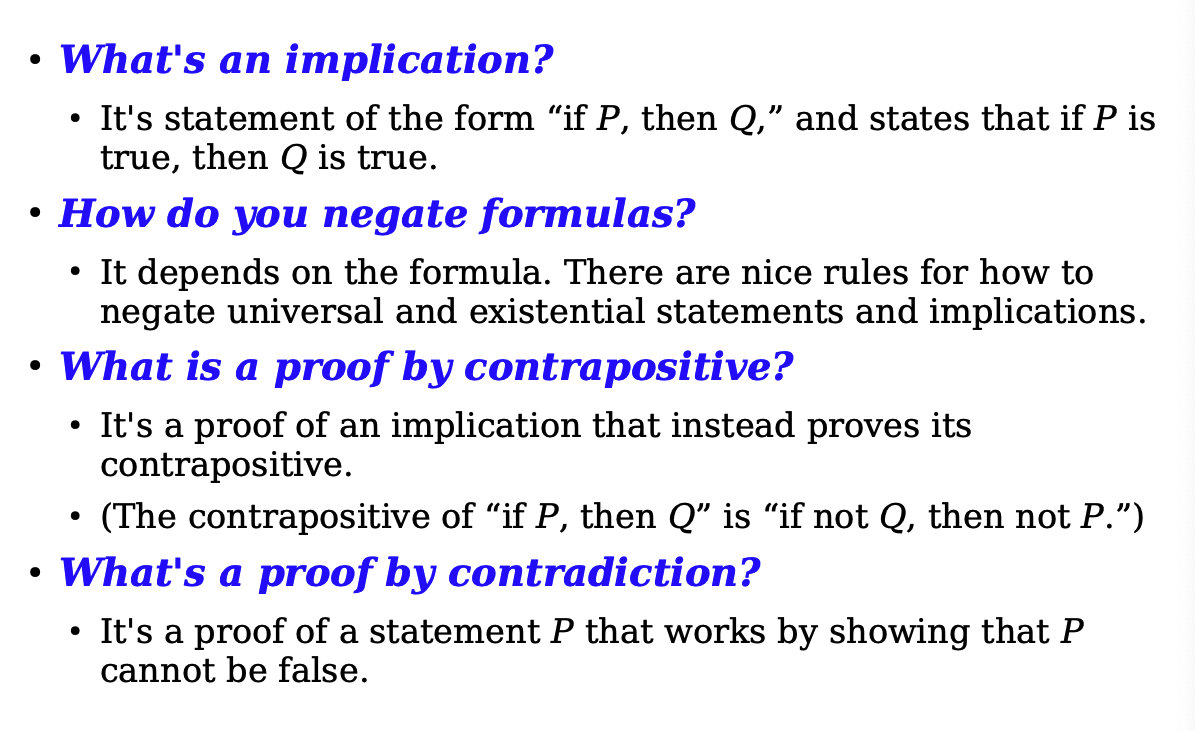 • What's an implication?
• It's statement of the form “if P, then Q,” and states that if P is
true, then Q is true.
• How do you negate formulas?
• It depends on the formula. There are nice rules for how to
negate universal and existential statements and implications.
• What is a proof by contrapositive?
• It's a proof of an implication that instead proves its
contrapositive.
• (The contrapositive of “if P, then Q” is “if not Q, then not P.”)
• What's a proof by contradiction?
• It's a proof of a statement P that works by showing that P
cannot be false.